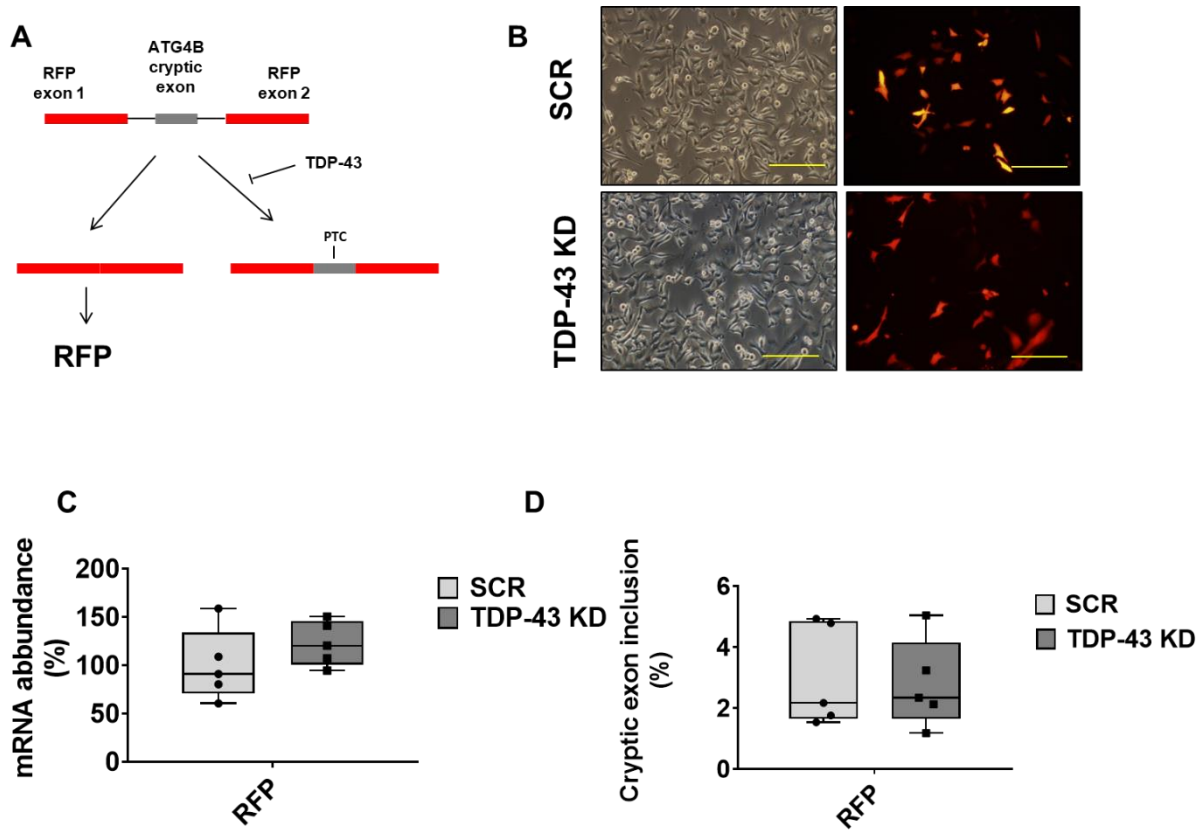 A
RFP
exon 1
ATG4B
cryptic
exon
RFP
exon 2
TDP-43
PTC
RFP
B
SCR
TDP-43 KD
C
mRNA abbundance
(%)
200
150
100
50
0
RFP
SCR
TDP-43 KD
D
Cryptic exon inclusion
(%)
6
4
2
0
RFP
SCR
TDP-43 KD